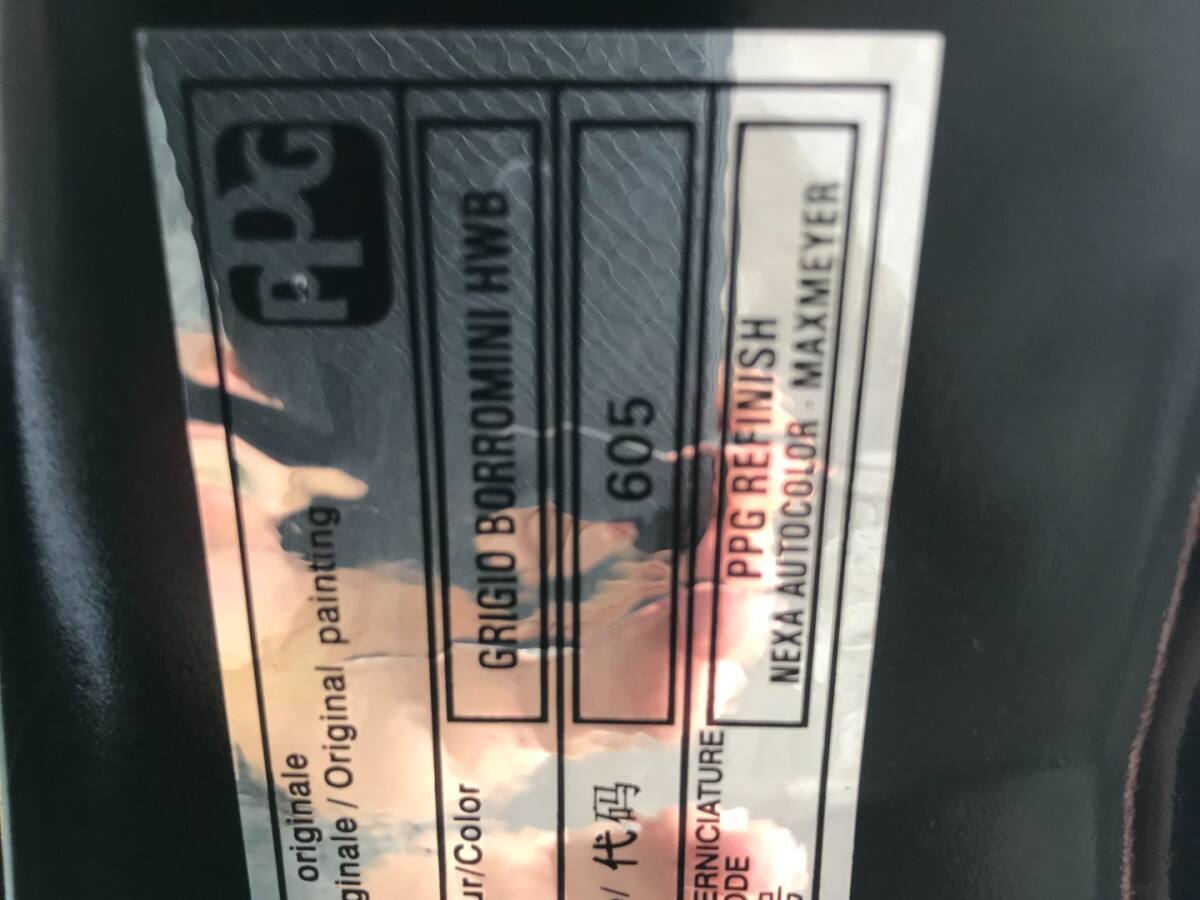 PPG
originale
ginale / Original painting
ur/Color
GRIGIO BORROMINI HWB
/ 代码
605
ERNICIATURE
ODE
PPG REFINISH
NEXA AUTOCOLOR - MAXMEYER